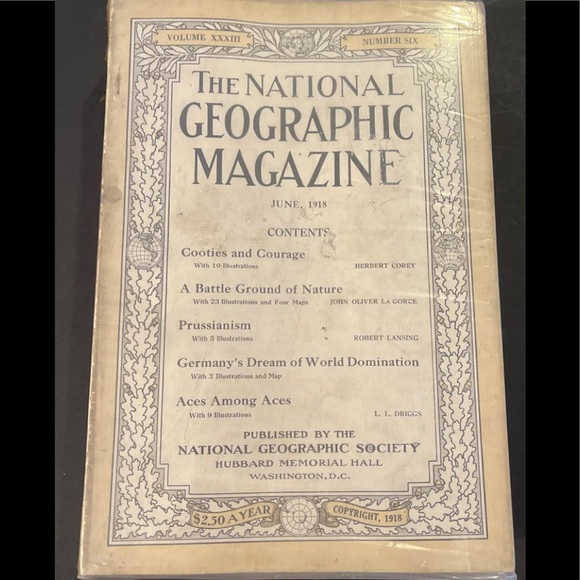 VOLUME XXXIII NUMBER SIX
THE NATIONAL
GEOGRAPHIC
MAGAZINE
JUNE, 1918
CONTENTS
Cooties and Courage
With 10 Illustrations HERBERT COREY
A Battle Ground of Nature
With 23 Illustrations and Four Maps JOHN OLIVER LA GORCE
Prussianism
With 5 Illustrations ROBERT LANSING
Germany's Dream of World Domination
With 3 Illustrations and Map
Aces Among Aces
With 9 Illustrations L. L. DRIGGS
PUBLISHED BY THE
NATIONAL GEOGRAPHIC SOCIETY
HUBBARD MEMORIAL HALL
WASHINGTON, D.C.
$2.50 A YEAR COPYRIGHT, 1918